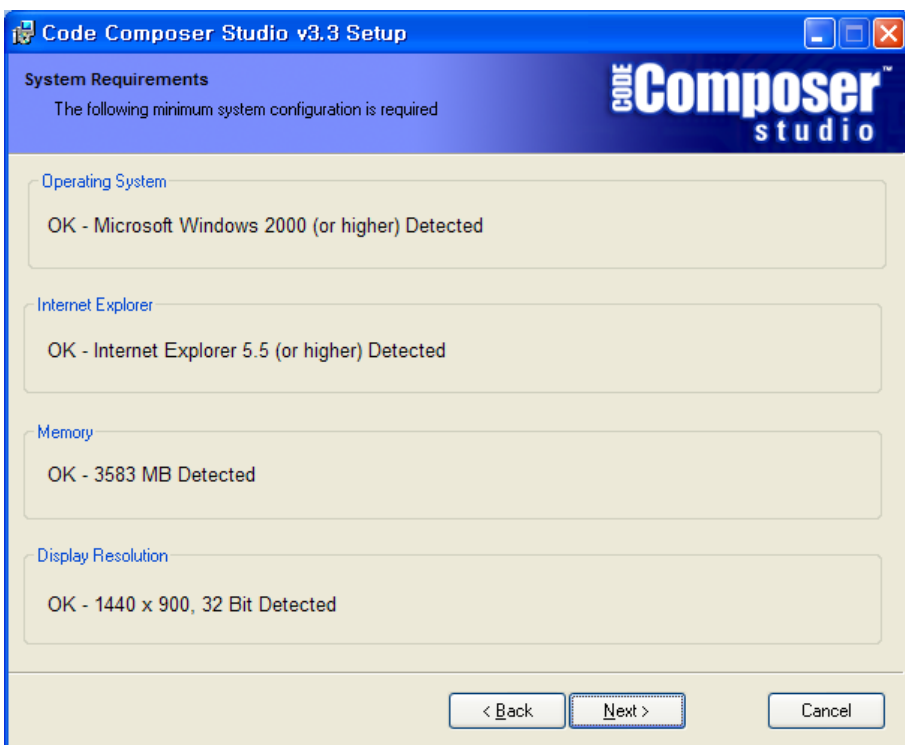 Code Composer Studio v3.3 Setup
System Requirements
The following minimum system configuration is required
CODE Composer™
studio
Operating System
OK - Microsoft Windows 2000 (or higher) Detected
Internet Explorer
OK - Internet Explorer 5.5 (or higher) Detected
Memory
OK - 3583 MB Detected
Display Resolution
OK - 1440 x 900, 32 Bit Detected
< Back Next > Cancel